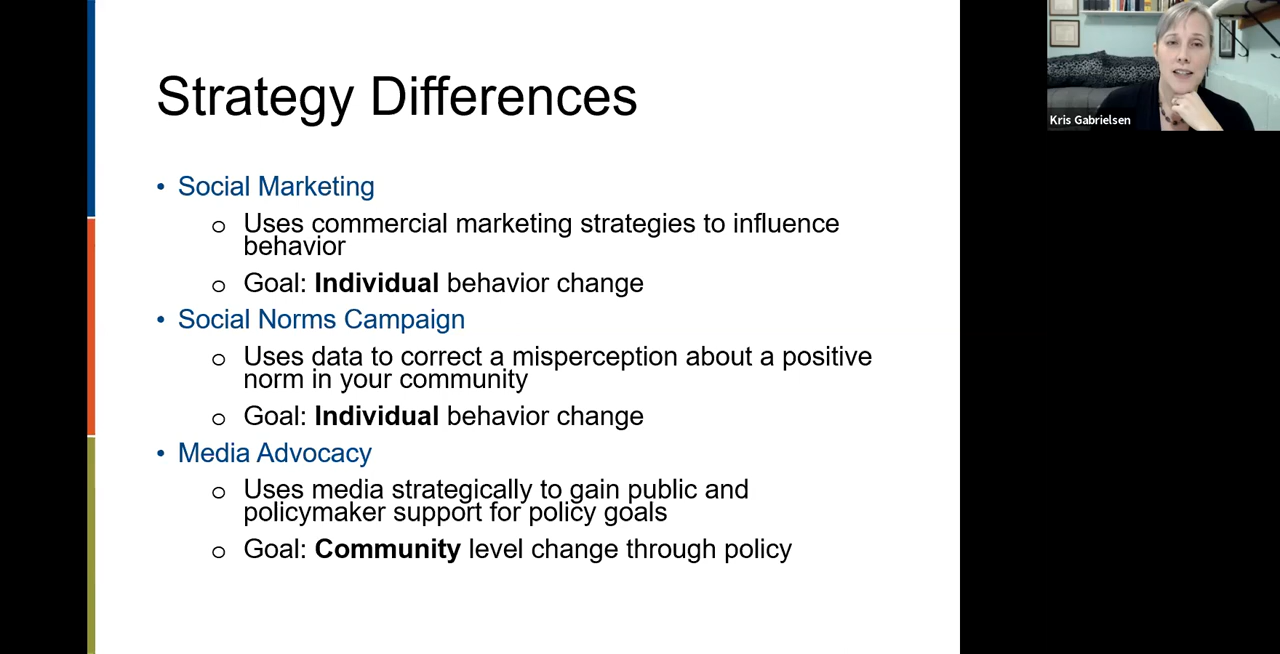 Strategy Differences
• Social Marketing
o Uses commercial marketing strategies to influence
behavior
o Goal: Individual behavior change
• Social Norms Campaign
o Uses data to correct a misperception about a positive
norm in your community
o Goal: Individual behavior change
• Media Advocacy
o Uses media strategically to gain public and
policymaker support for policy goals
o Goal: Community level change through policy
Kris Gabrielsen